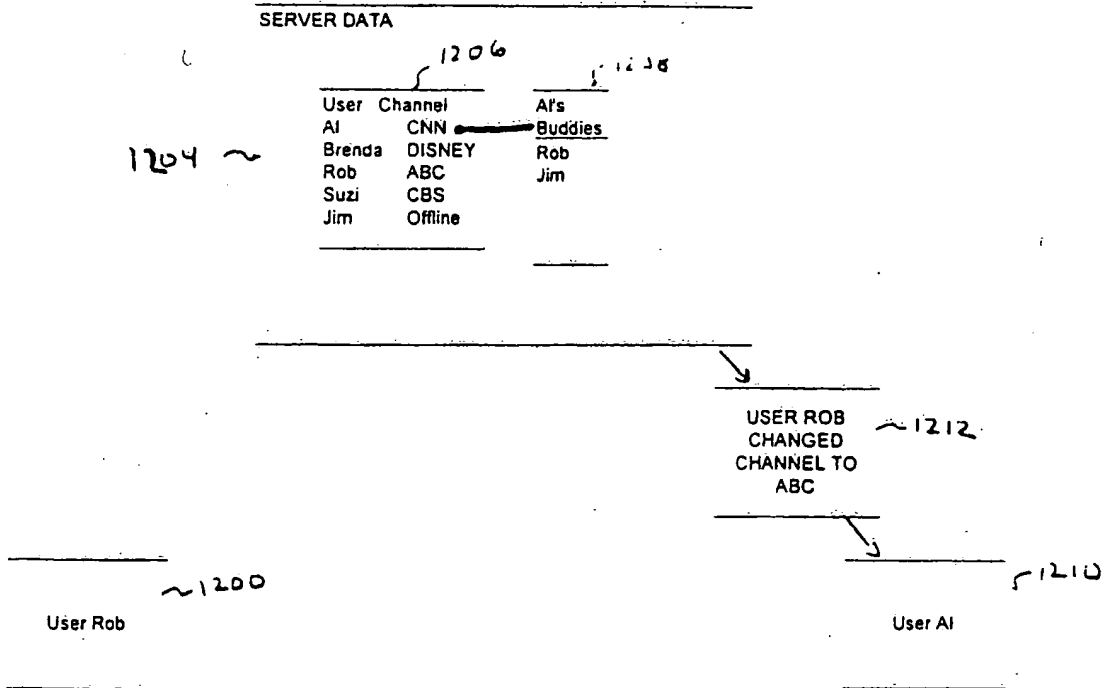 SERVER DATA
1206
User Channel
Al CNN
Brenda DISNEY
Rob ABC
Suzi CBS
Jim Offline
Al's
Buddies
Rob
Jim
1204
USER ROB
CHANGED
CHANNEL TO
ABC
1212
1200
User Rob
1210
User Al